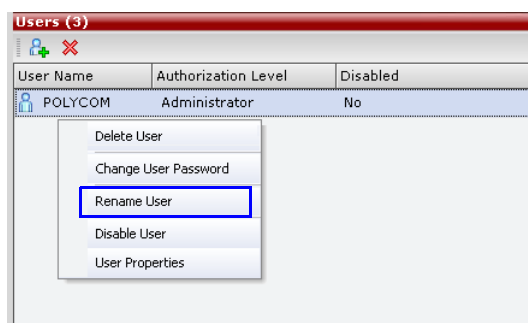 Users (3)
User Name Authorization Level Disabled
POLYCOM Administrator No
Delete User
Change User Password
Rename User
Disable User
User Properties